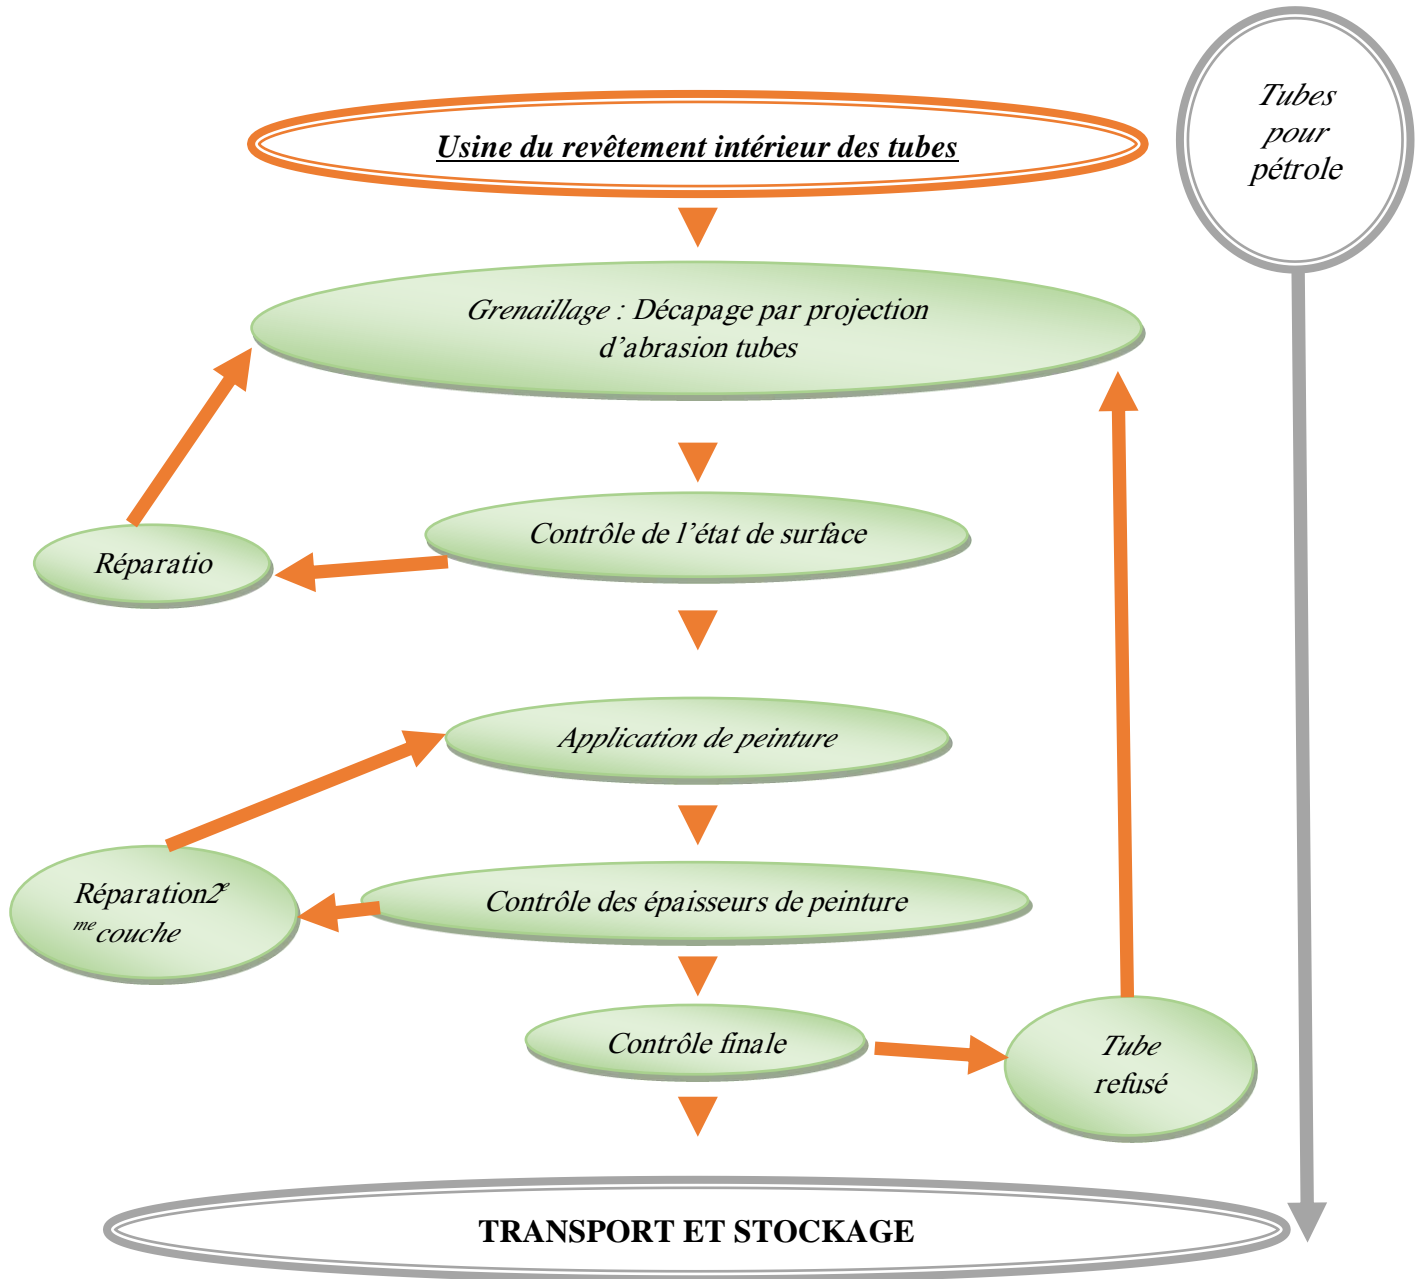 Tubes
pour
pétrole
Usine du revêtement intérieur des tubes
Grenaillage : Décapage par projection
d’abrasion tubes
Contrôle de l’état de surface
Réparatio
Application de peinture
Réparation2e
me couche
Contrôle des épaisseurs de peinture
Contrôle finale
Tube
refusé
TRANSPORT ET STOCKAGE